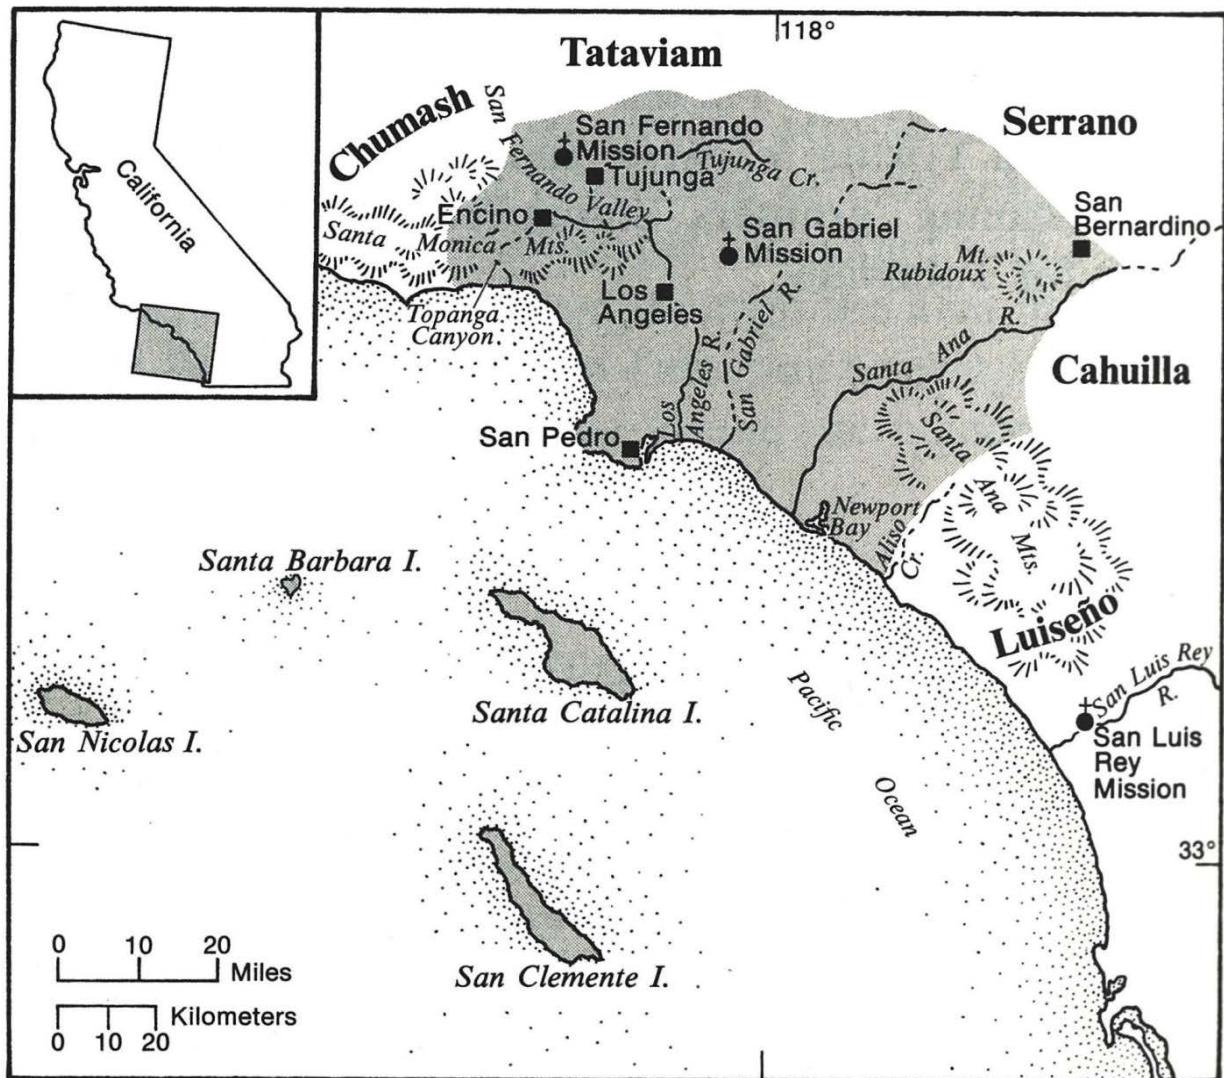 118°
Tataviam
California
Chumash
Serrano
San Fernando Valley
San Fernando
Mission
Tujunga Cr.
Tujunga
Encino
San
Bernardino
San Gabriel
Mission
Santa Monica Mts.
Mt.
Rubidoux
Los
Angeles
Topanga
Canyon
San Gabriel R.
Los Angeles R.
Santa Ana R.
Cahuilla
San Pedro
Santa Ana Mts.
Newport
Bay
Aliso
Cr.
Santa Barbara I.
Luiseño
San Luis Rey
R.
Santa Catalina I.
San Nicolas I.
Pacific
Ocean
San Luis
Rey
Mission
33°
San Clemente I.
0 10 20
Miles
Kilometers
0 10 20